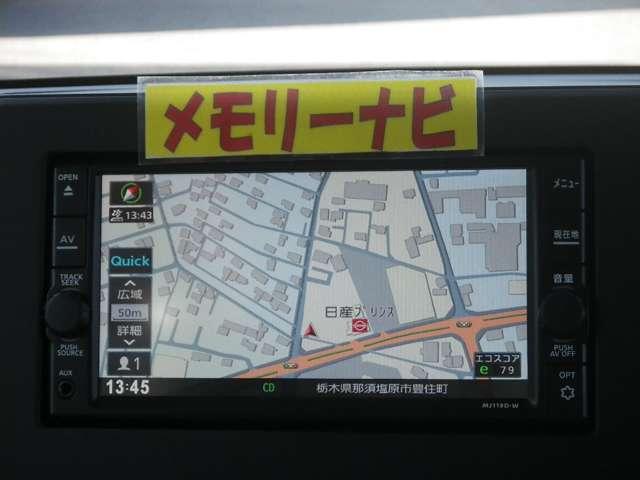 メモリーナビ
OPEN
AV
TRACK
SEEK
PUSH
SOURCE
AUX
13:43
Quick
広域
50m
詳細
1
13:45
CD
日産プリンス
栃木県那須塩原市豊住町
エコスコア
e 79
MJ119D-W
メニュー
現在地
音量
PUSH
AV OFF
OPT